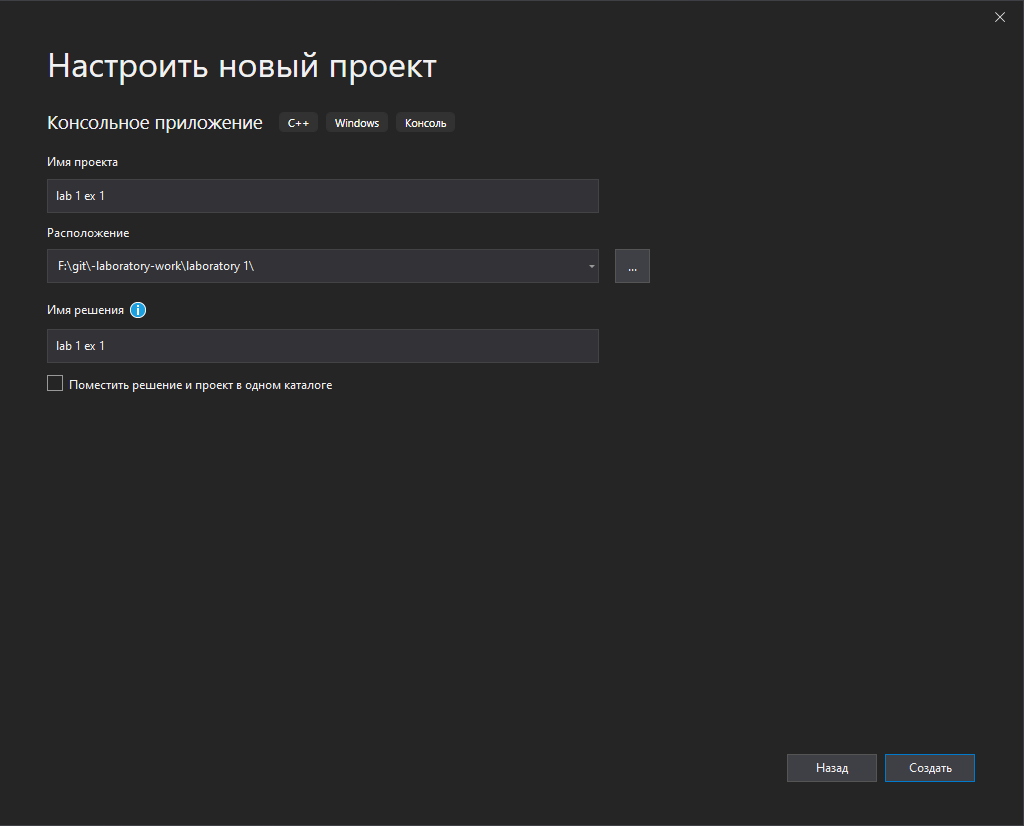 Настроить новый проект
Консольное приложение C++ Windows Консоль
Имя проекта
lab 1 ex 1
Расположение
F:\git\-laboratory-work\laboratory 1\
...
Имя решения i
lab 1 ex 1
Поместить решение и проект в одном каталоге
Назад Создать